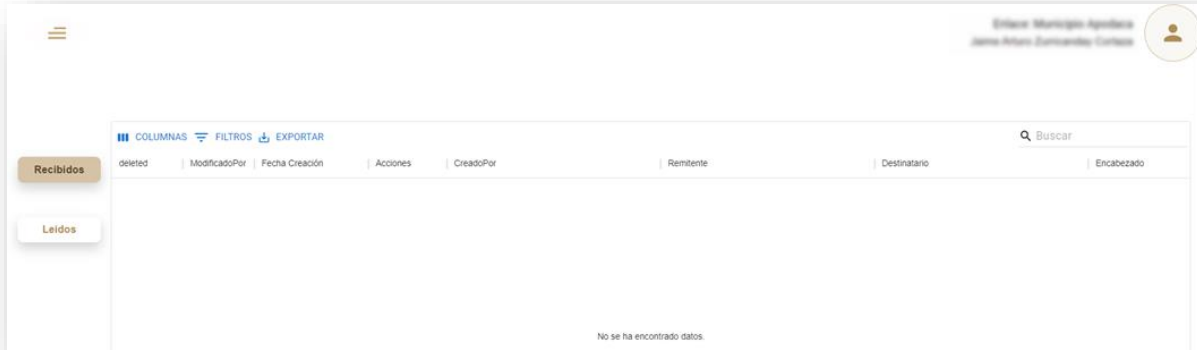 COLUMNAS FILTROS EXPORTAR
Buscar
Recibidos
deleted ModificadoPor Fecha Creación Acciones CreadoPor Remitente Destinatario Encabezado
Leídos
No se ha encontrado datos.